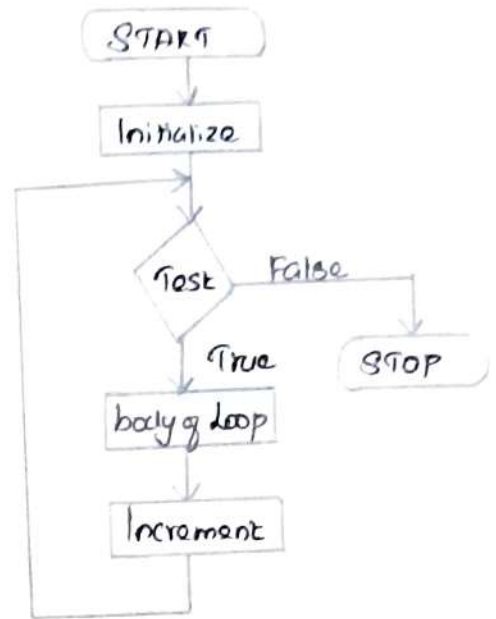 START
Initialize
Test
False
True
STOP
body of Loop
Increment